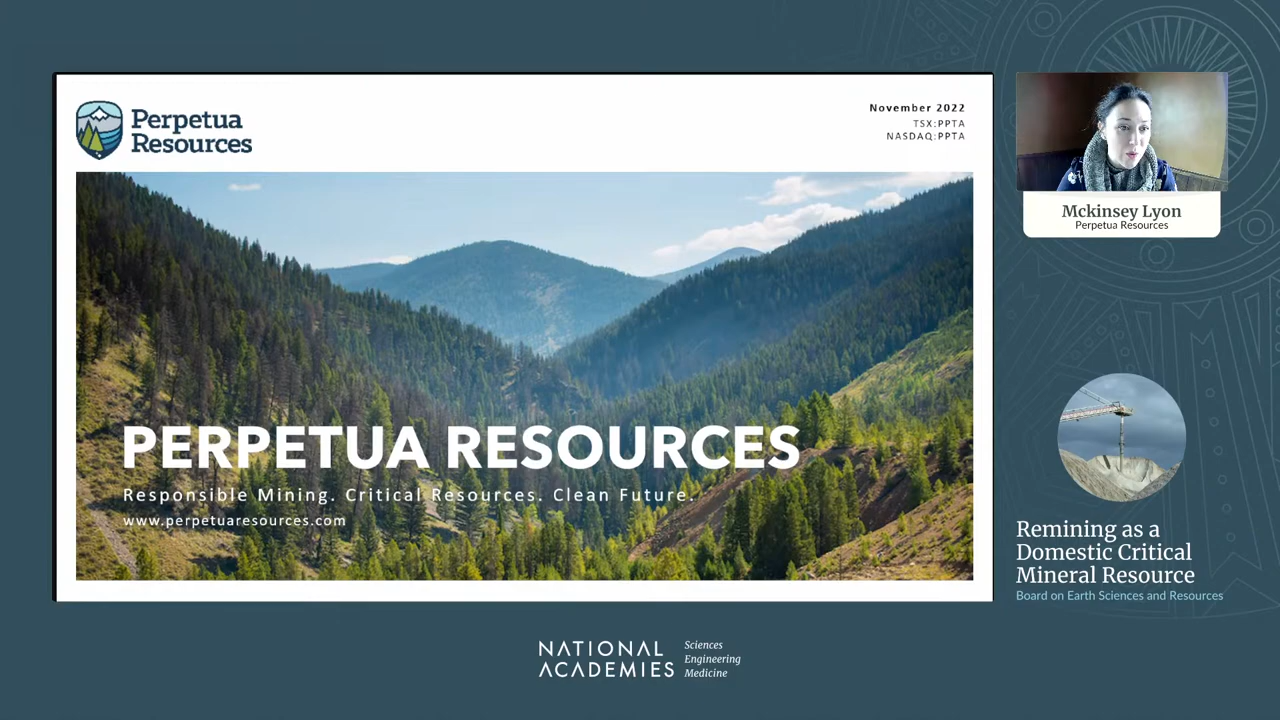 Perpetua
Resources
November 2022
TSX:PPTA
NASDAQ:PPTA
PERPETUA RESOURCES
Responsible Mining. Critical Resources. Clean Future.
www.perpetuaresources.com
Mckinsey Lyon
Perpetua Resources
Remining as a
Domestic Critical
Mineral Resource
Board on Earth Sciences and Resources
NATIONAL
ACADEMIES
Sciences
Engineering
Medicine